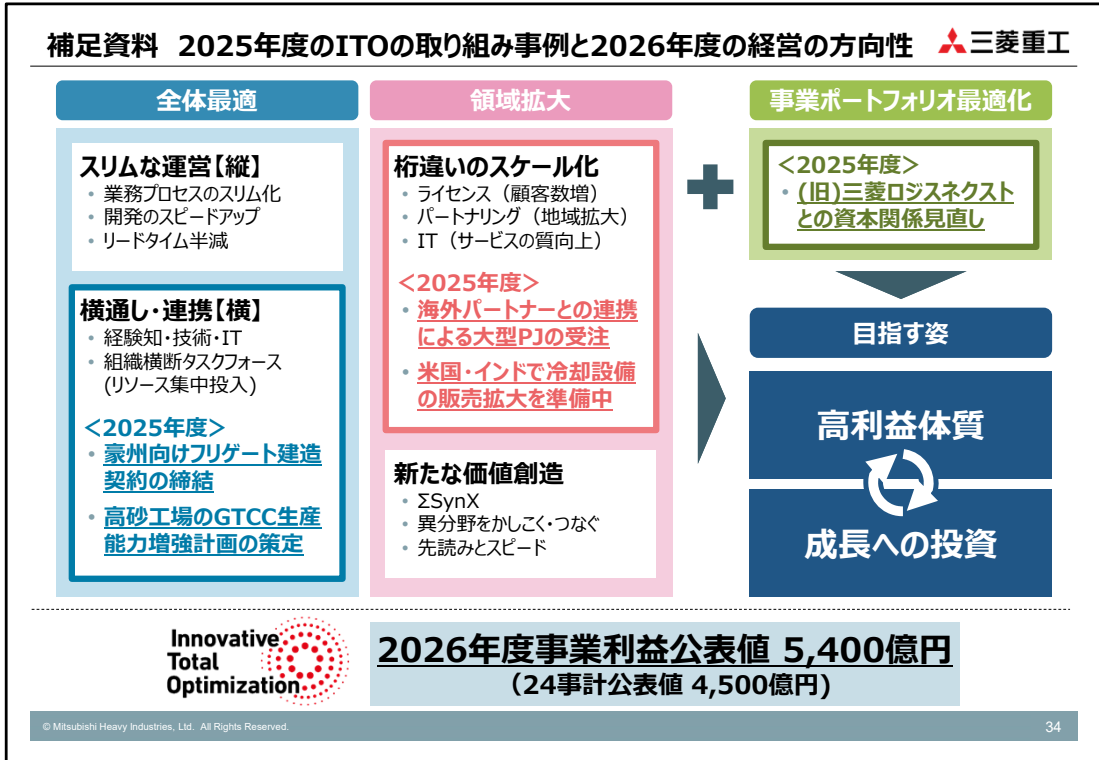 補足資料 2025年度のITOの取り組み事例と2026年度の経営の方向性
三菱重工
全体最適
スリムな運営【縦】
・業務プロセスのスリム化
・開発のスピードアップ
・リードタイム半減
横通し・連携【横】
・経験知・技術・IT
・組織横断タスクフォース
(リソース集中投入)
＜2025年度＞
・豪州向けフリゲート建造
契約の締結
・高砂工場のGTCC生産
能力増強計画の策定
領域拡大
桁違いのスケール化
・ライセンス（顧客数増）
・パートナリング（地域拡大）
・IT（サービスの質向上）
＜2025年度＞
・海外パートナーとの連携
による大型PJの受注
・米国・インドで冷却設備
の販売拡大を準備中
新たな価値創造
・ΣSynX
・異分野をかしこく・つなぐ
・先読みとスピード
事業ポートフォリオ最適化
＜2025年度＞
・(旧)三菱ロジスネクスト
との資本関係見直し
目指す姿
高利益体質
成長への投資
Innovative
Total
Optimization
2026年度事業利益公表値 5,400億円
（24事計公表値 4,500億円)
© Mitsubishi Heavy Industries, Ltd. All Rights Reserved.
34